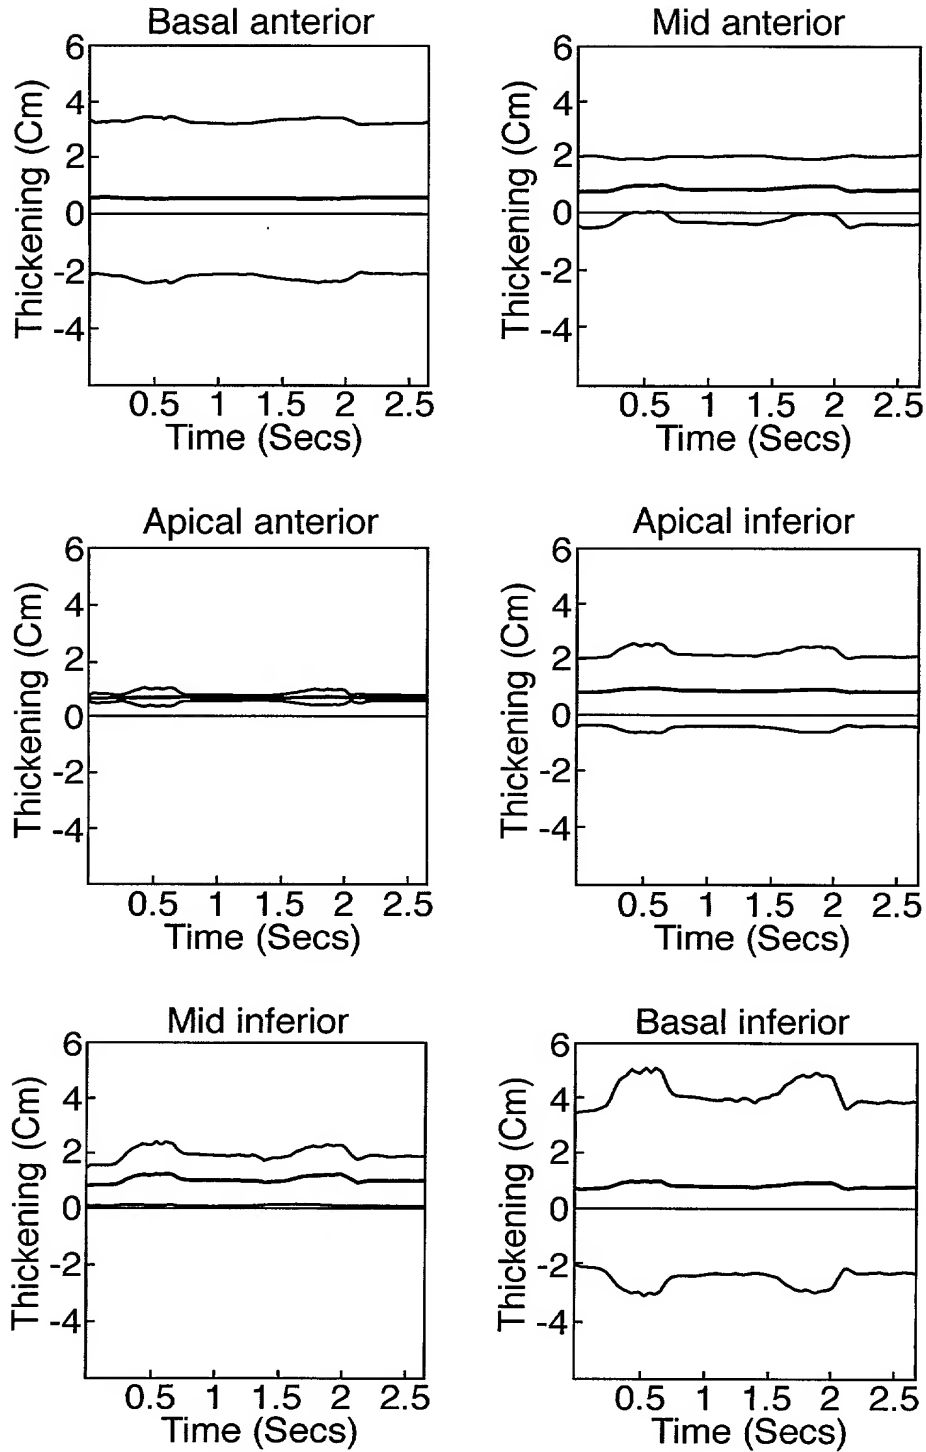 Basal anterior
Thickening (Cm)
6
4
2
0
-2
-4
0.5 1 1.5 2 2.5
Time (Secs)
Mid anterior
Thickening (Cm)
6
4
2
0
-2
-4
0.5 1 1.5 2 2.5
Time (Secs)
Apical anterior
Thickening (Cm)
6
4
2
0
-2
-4
0.5 1 1.5 2 2.5
Time (Secs)
Apical inferior
Thickening (Cm)
6
4
2
0
-2
-4
0.5 1 1.5 2 2.5
Time (Secs)
Mid inferior
Thickening (Cm)
6
4
2
0
-2
-4
0.5 1 1.5 2 2.5
Time (Secs)
Basal inferior
Thickening (Cm)
6
4
2
0
-2
-4
0.5 1 1.5 2 2.5
Time (Secs)